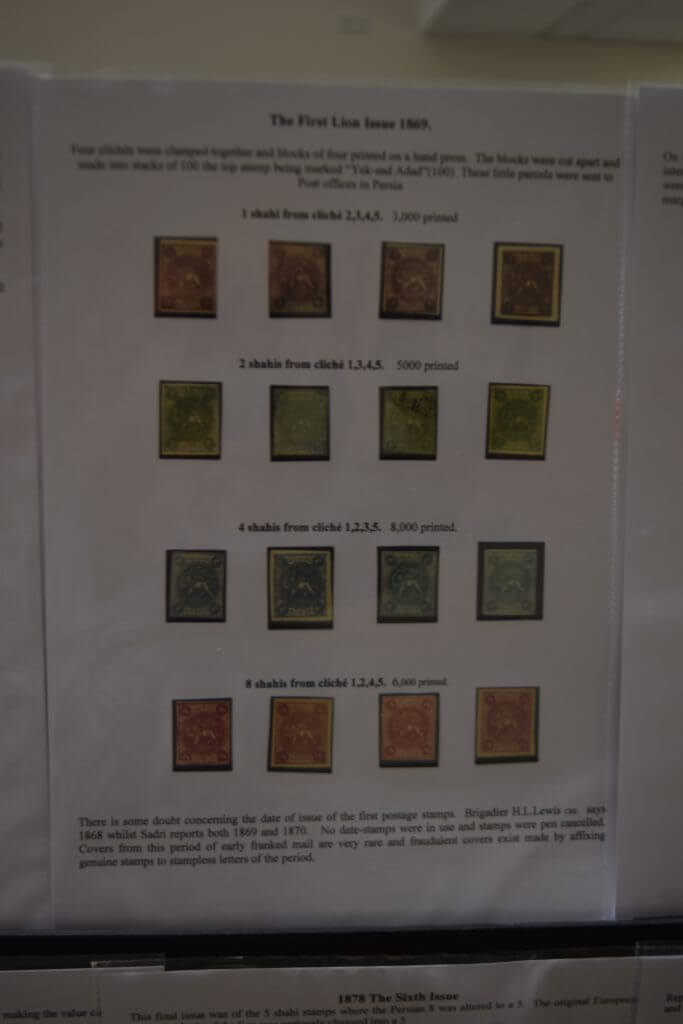 The First Lion Issue 1869.
Four clichés were clamped together and blocks of four printed on a hand press. The blocks were cut apart and
made into stacks of 100 the top stamp being marked "Yek-sad Adad"(100) These little parcels were sent to
Post offices in Persia
1 shahi from cliché 2,3,4,5. 3,000 printed
2 shahis from cliché 1,3,4,5. 5000 printed
4 shahis from cliché 1,2,3,5. 8,000 printed.
8 shahis from cliché 1,2,4,5. 6,000 printed.
There is some doubt concerning the date of issue of the first postage stamps. Brigadier H.L.Lewis CBE says
1868 whilst Sadri reports both 1869 and 1870. No date-stamps were in use and stamps were pen cancelled.
Covers from this period of early franked mail are very rare and fraudulent covers exist made by affixing
genuine stamps to stampless letters of the period.
On
1878 The Sixth Issue
making the value
This final issue was of the 5 shahi stamps where the Persian 8 was altered to a 5. The original European